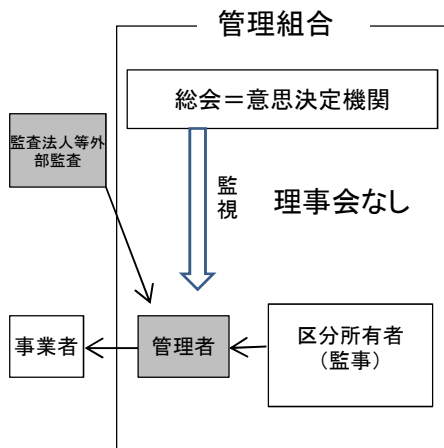 管理組合
総会＝意思決定機関
監査法人等外
部監査
監視
理事会なし
事業者
管理者
区分所有者
（監事）